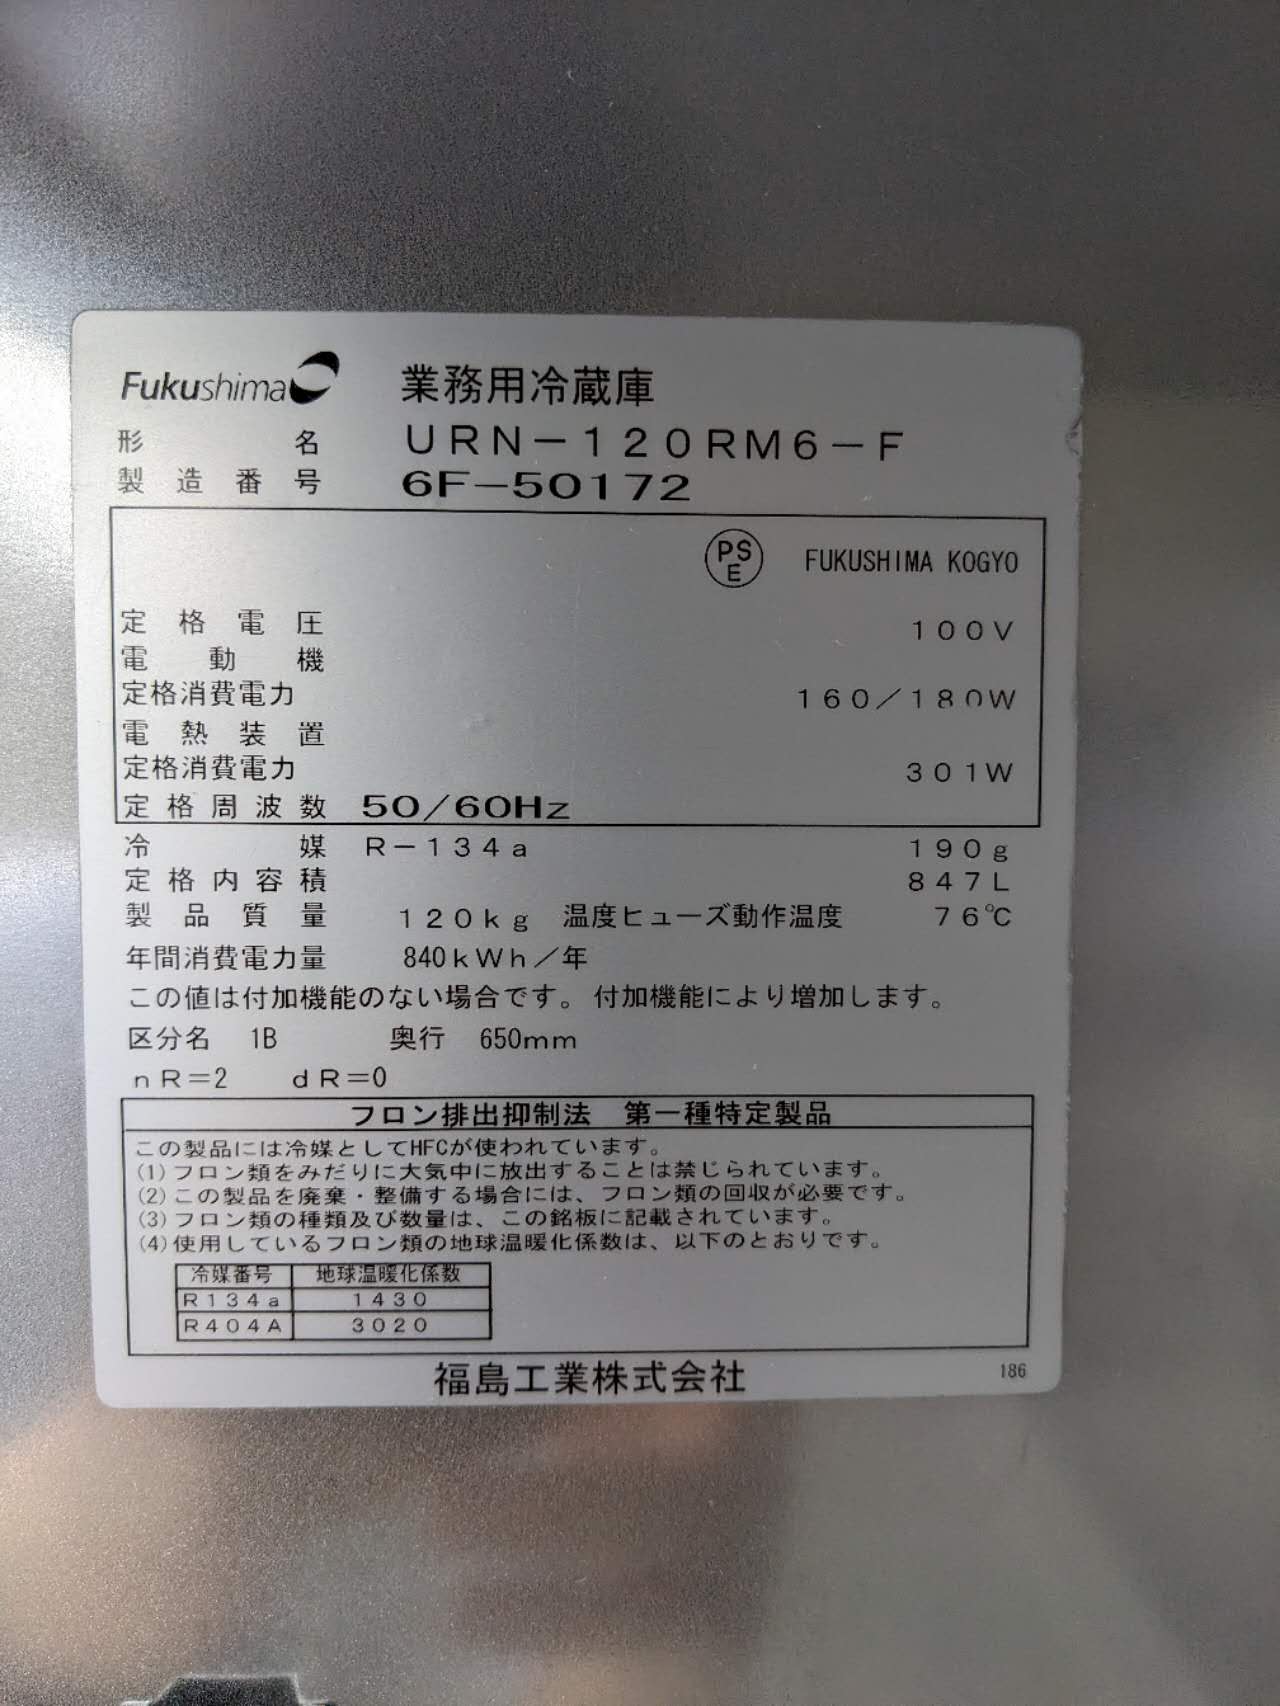 Fukushima 業務用冷蔵庫
形名 URN-120RM6-F
製造番号 6F-50172
PSE FUKUSHIMA KOGYO
定格電圧 100V
電動機
定格消費電力 160/180W
電熱装置
定格消費電力 301W
定格周波数 50/60Hz
冷媒 R-134a 190g
定格内容積 847L
製品質量 120kg 温度ヒューズ動作温度 76℃
年間消費電力量 840kWh/年
この値は付加機能のない場合です。付加機能により増加します。
区分名 1B 奥行 650mm
nR=2 dR=0
フロン排出抑制法 第一種特定製品
この製品には冷媒としてHFCが使われています。
(1)フロン類をみだりに大気中に放出することは禁じられています。
(2)この製品を廃棄・整備する場合には、フロン類の回収が必要です。
(3)フロン類の種類及び数量は、この銘板に記載されています。
(4)使用しているフロン類の地球温暖化係数は、以下のとおりです。
冷媒番号 地球温暖化係数
R134a 1430
R404A 3020
福島工業株式会社 186